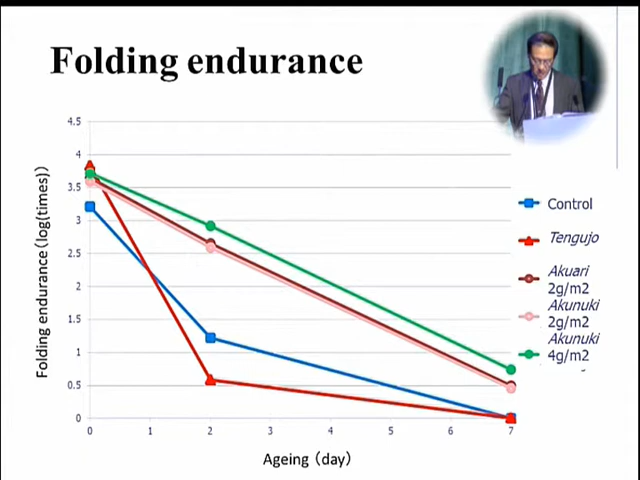 Folding endurance
4.5
4
3.5
3
2.5
2
1.5
1
0.5
0
Folding endurance (log(times))
0 1 2 3 4 5 6 7
Ageing (day)
Control
Tengujo
Akuari
2g/m2
Akunuki
2g/m2
Akunuki
4g/m2